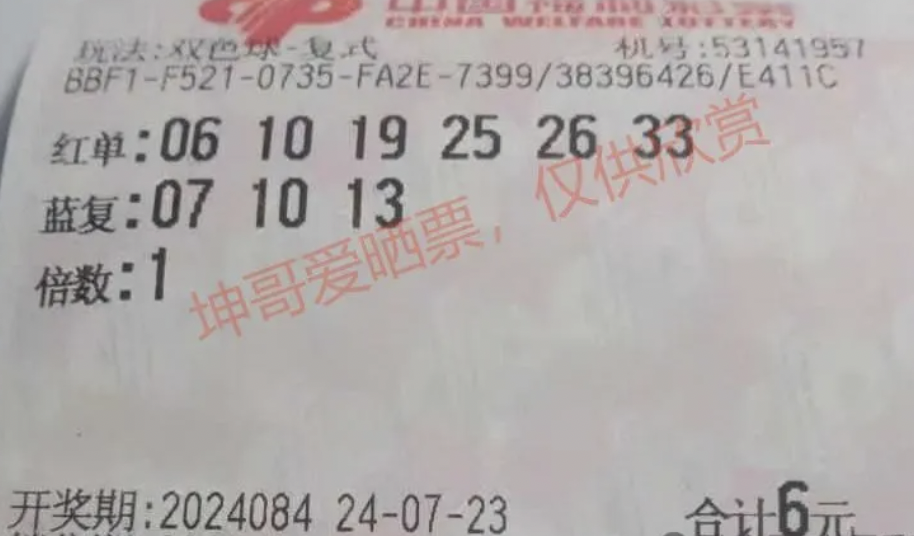 中国福利彩票
CHINA WELFARE LOTTERY
玩法:双色球-复式 机号:53141957
BBF1-F521-0735-FA2E-7399/38396426/E411C
红单:06 10 19 25 26 33
蓝复:07 10 13
倍数:1
坤哥爱晒票，仅供欣赏
开奖期:2024084 24-07-23 合计6元